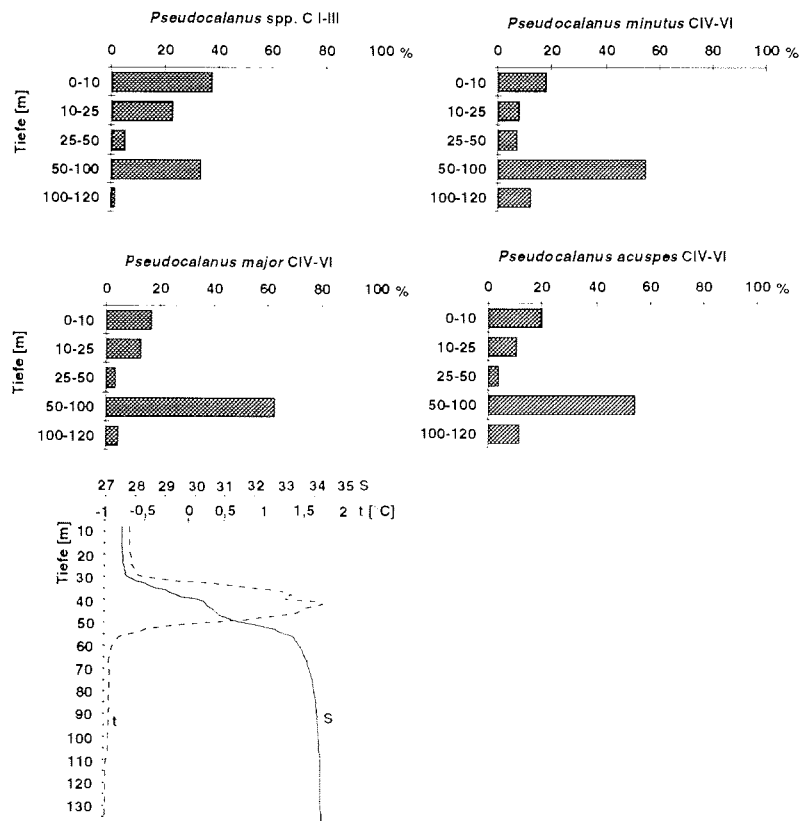 Pseudocalanus spp. C I-III
0 20 40 60 80 100 %
Tiefe [m]
0-10
10-25
25-50
50-100
100-120
Pseudocalanus minutus CIV-VI
0 20 40 60 80 100 %
0-10
10-25
25-50
50-100
100-120
Pseudocalanus major CIV-VI
0 20 40 60 80 100 %
Tiefe [m]
0-10
10-25
25-50
50-100
100-120
Pseudocalanus acuspes CIV-VI
0 20 40 60 80 100 %
0-10
10-25
25-50
50-100
100-120
27 28 29 30 31 32 33 34 35 S
-1 -0,5 0 0,5 1 1,5 2 t [°C]
Tiefe [m]
10
20
30
40
50
60
70
80
90
100
110
120
130
t
S